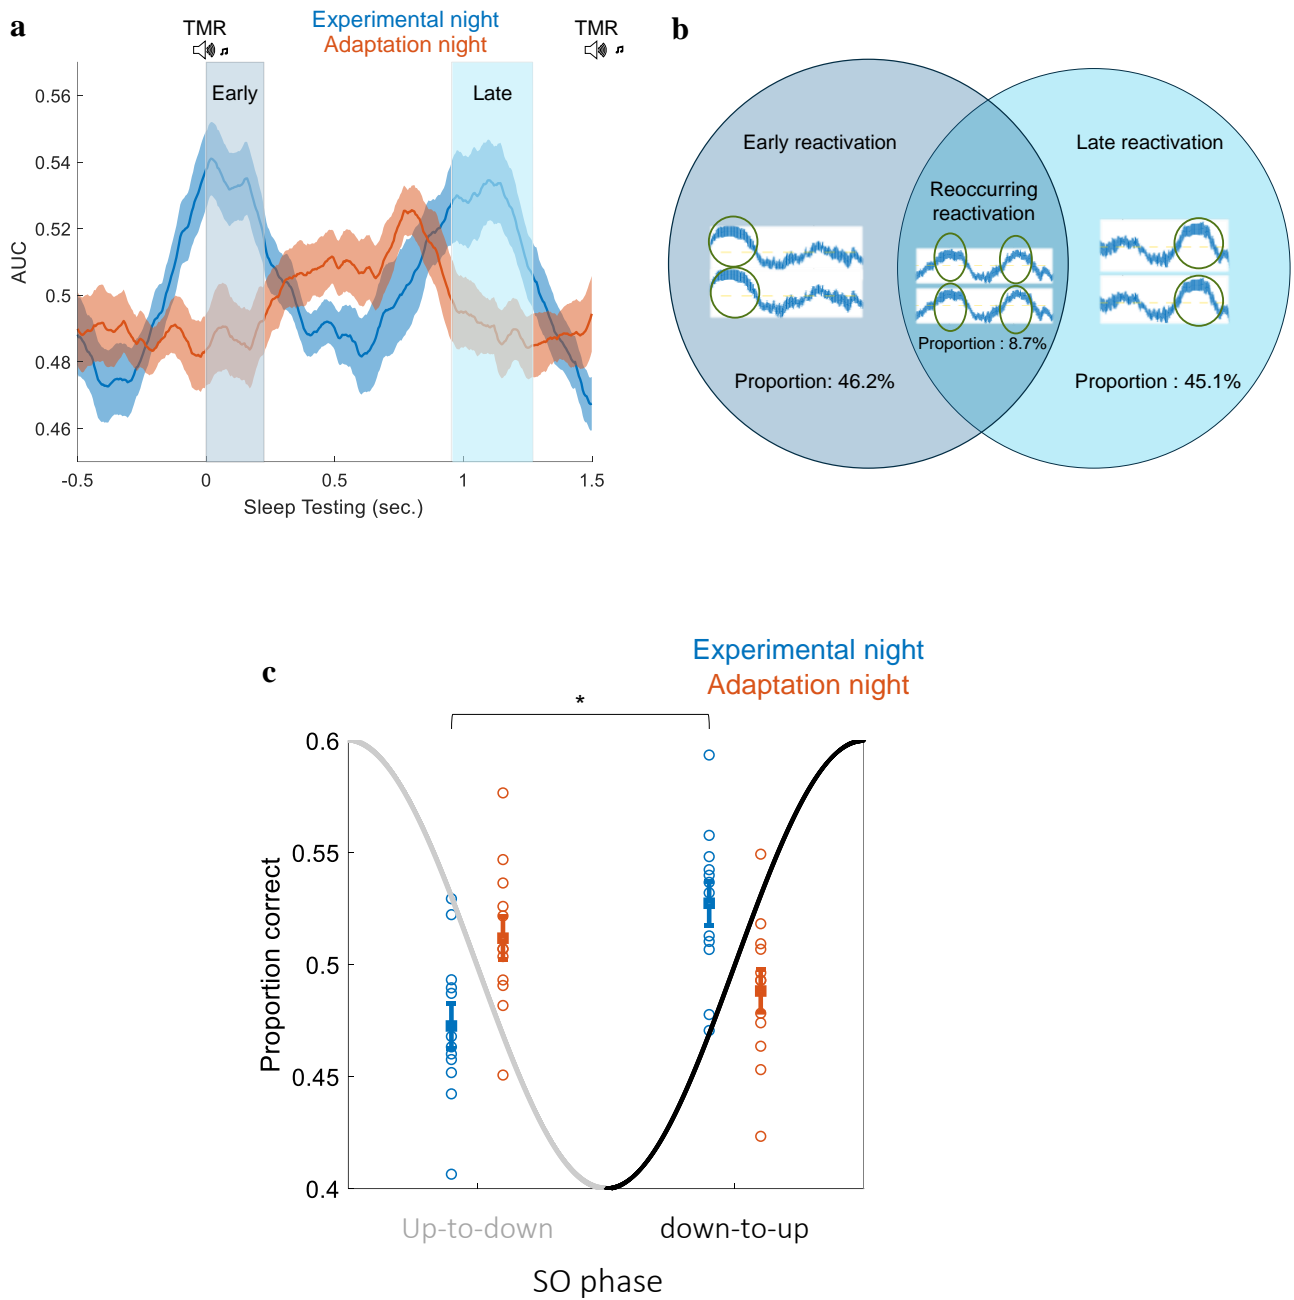 a
TMR
Experimental night
Adaptation night
TMR
Early
Late
0.56
0.54
0.52
0.5
0.48
0.46
AUC
-0.5
0
0.5
1
1.5
Sleep Testing (sec.)
b
Early reactivation
Late reactivation
Reoccurring
reactivation
Proportion : 8.7%
Proportion: 46.2%
Proportion : 45.1%
c
Experimental night
Adaptation night
*
0.6
0.55
0.5
0.45
0.4
Proportion correct
Up-to-down
down-to-up
SO phase